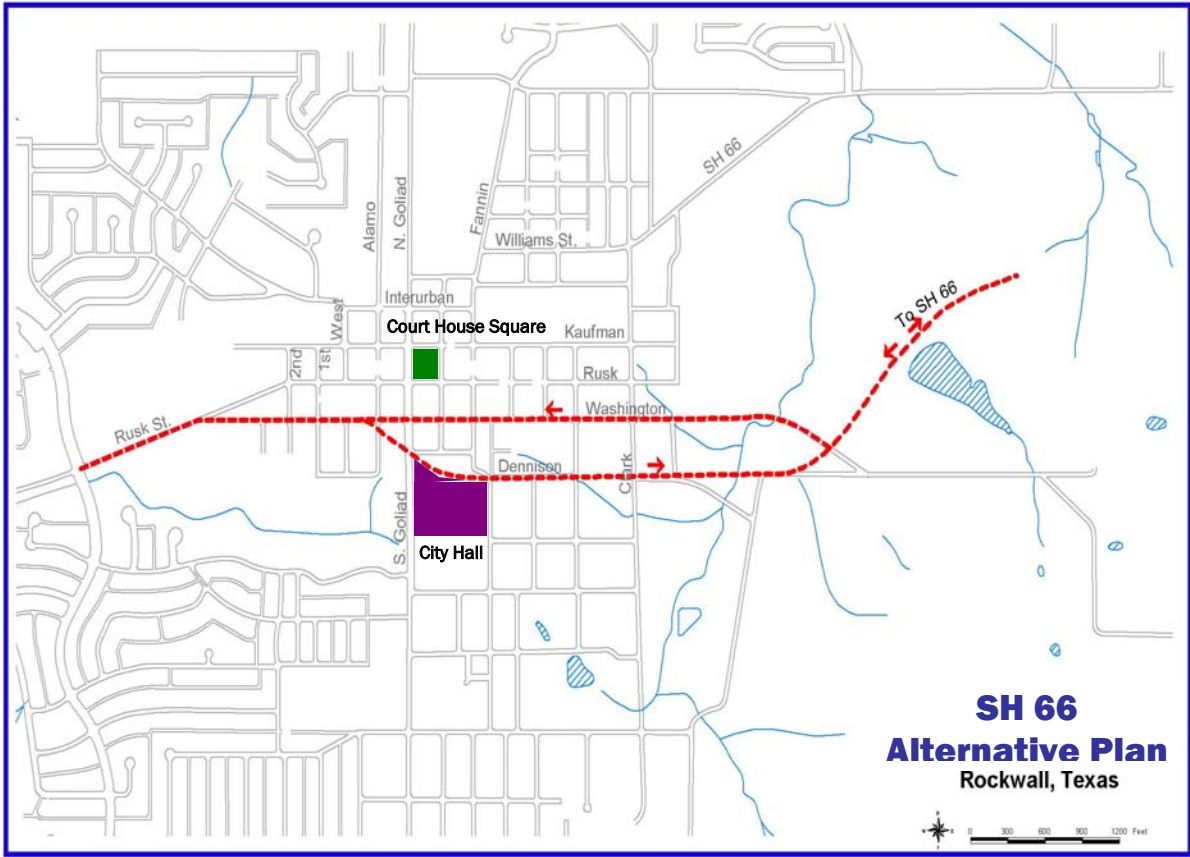 SH 66
Fannin
N. Goliad
Alamo
Williams St.
To SH 66
Interurban
West
Court House Square
Kaufman
2nd
1st
Rusk
Washington
Rusk St.
Dennison
Clark
S. Goliad
City Hall
SH 66
Alternative Plan
Rockwall, Texas
0 300 600 900 1200 Feet